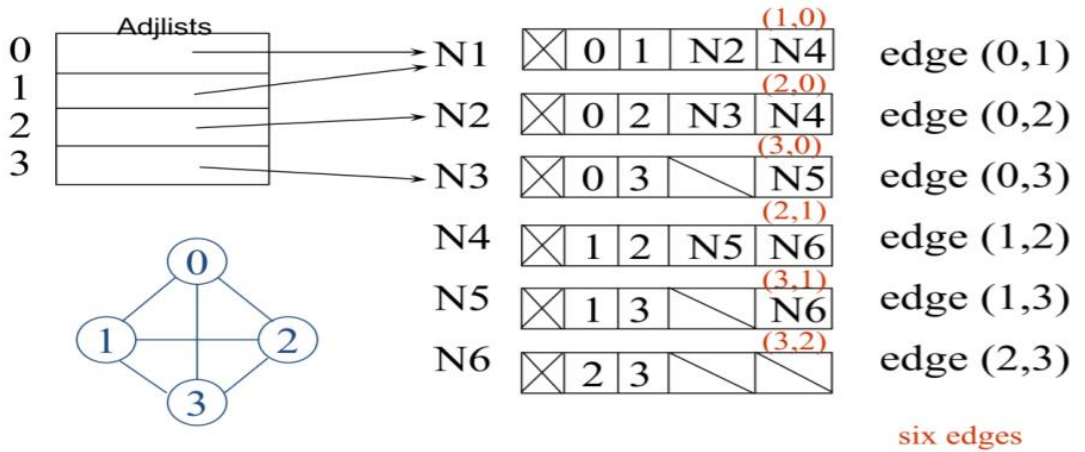 Adjlists
0
1
2
3
N1 0 1 N2 (1,0) N4 edge (0,1)
N2 0 2 N3 (2,0) N4 edge (0,2)
N3 0 3 (3,0) N5 edge (0,3)
N4 1 2 N5 (2,1) N6 edge (1,2)
N5 1 3 (3,1) N6 edge (1,3)
N6 2 3 (3,2) edge (2,3)
0
1 2
3
six edges